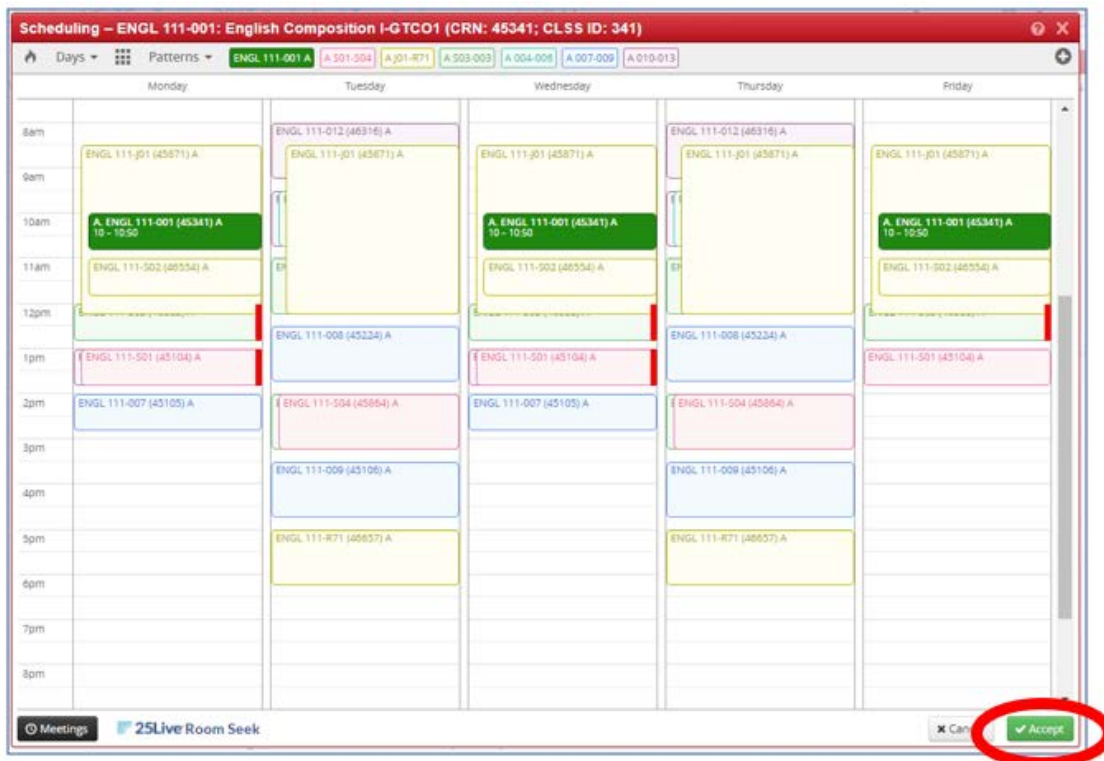 Scheduling – ENGL 111-001: English Composition I-GTCO1 (CRN: 45341; CLSS ID: 341)
Days Patterns ENGL 111-001 A A S01-S04 A J01-R71 A S03-003 A 004-006 A 007-009 A 010-013
Monday Tuesday Wednesday Thursday Friday
8am ENGL 111-012 (46316) A ENGL 111-012 (46316) A
ENGL 111-J01 (45871) A ENGL 111-J01 (45871) A ENGL 111-J01 (45871) A ENGL 111-J01 (45871) A ENGL 111-J01 (45871) A
9am
10am A. ENGL 111-001 (45341) A A. ENGL 111-001 (45341) A A. ENGL 111-001 (45341) A
10 – 10:50 10 – 10:50 10 – 10:50
11am ENGL 111-S02 (46554) A ENGL 111-S02 (46554) A ENGL 111-S02 (46554) A
12pm
ENGL 111-008 (45224) A ENGL 111-008 (45224) A
1pm ENGL 111-S01 (45104) A ENGL 111-S01 (45104) A ENGL 111-S01 (45104) A
2pm ENGL 111-007 (45105) A ENGL 111-S04 (45864) A ENGL 111-007 (45105) A ENGL 111-S04 (45864) A
3pm
ENGL 111-009 (45106) A ENGL 111-009 (45106) A
4pm
5pm ENGL 111-R71 (46657) A ENGL 111-R71 (46657) A
6pm
7pm
8pm
Meetings 25Live Room Seek Accept